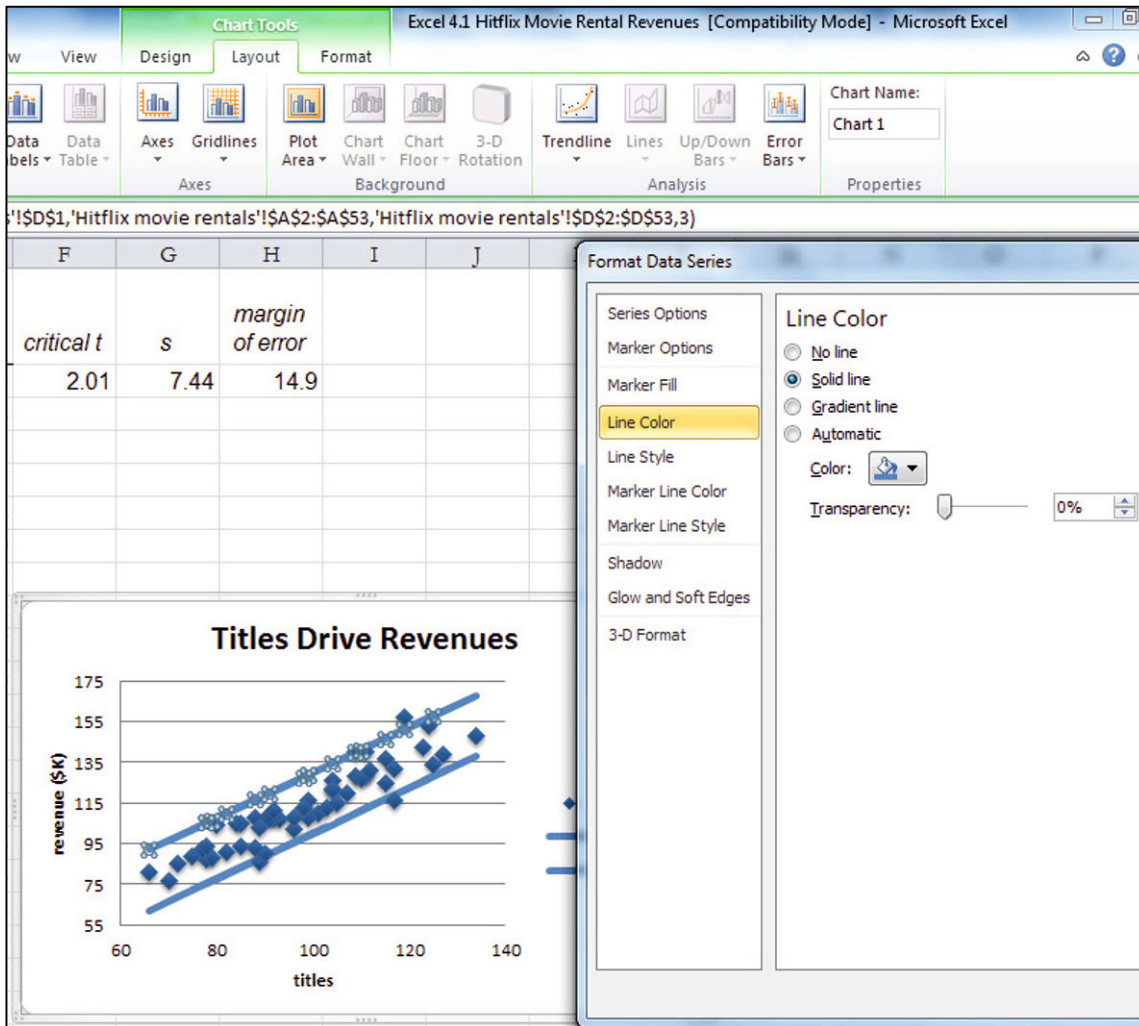 Chart Tools
Excel 4.1 Hitflix Movie Rental Revenues [Compatibility Mode] - Microsoft Excel
w View Design Layout Format
Data
bels
Data
Table
Axes
Gridlines
Plot
Area
Chart
Wall
Chart
Floor
3-D
Rotation
Trendline
Lines
Up/Down
Bars
Error
Bars
Chart Name:
Chart 1
Axes
Background
Analysis
Properties
s'!$D$1,'Hitflix movie rentals'!$A$2:$A$53,'Hitflix movie rentals'!$D$2:$D$53,3)
F G H I J
critical t
s
margin
of error
2.01 7.44 14.9
Format Data Series
Series Options
Marker Options
Marker Fill
Line Color
Line Style
Marker Line Color
Marker Line Style
Shadow
Glow and Soft Edges
3-D Format
Line Color
No line
Solid line
Gradient line
Automatic
Color:
Transparency:
0%
Titles Drive Revenues
revenue ($K)
175
155
135
115
95
75
55
60 80 100 120 140
titles